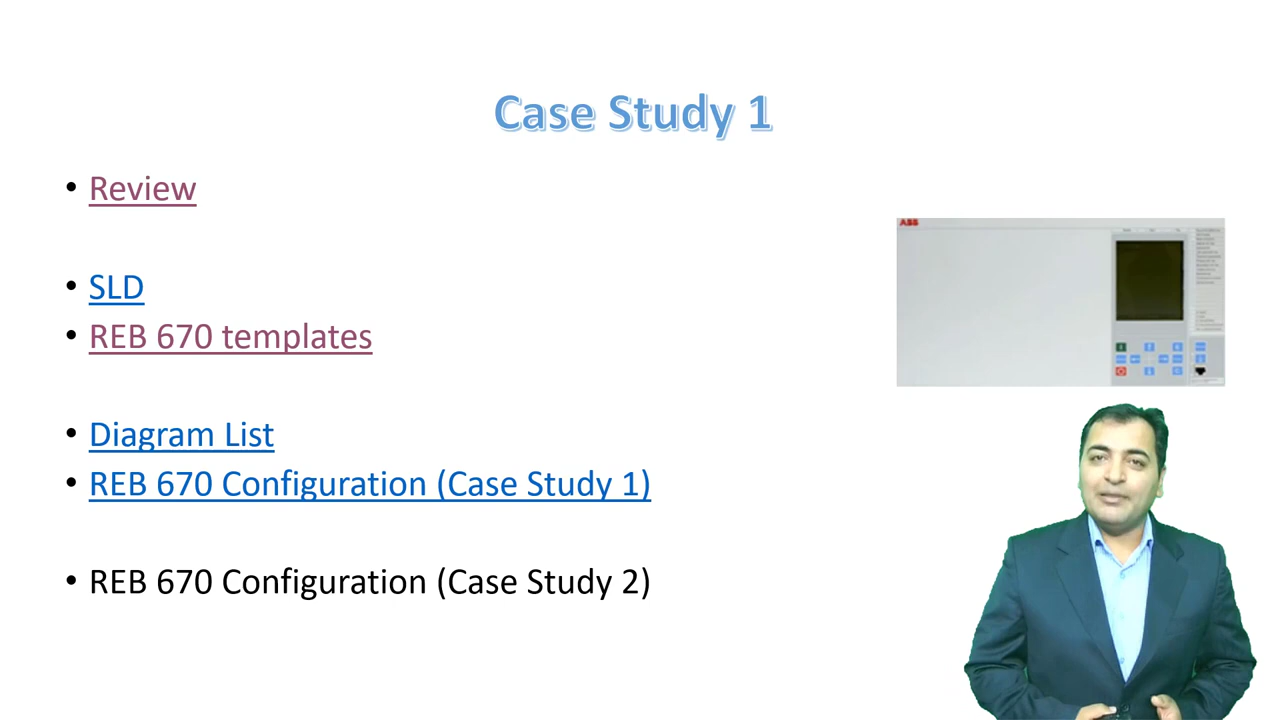 Case Study 1
• Review
• SLD
• REB 670 templates
ABB
• Diagram List
• REB 670 Configuration (Case Study 1)
• REB 670 Configuration (Case Study 2)